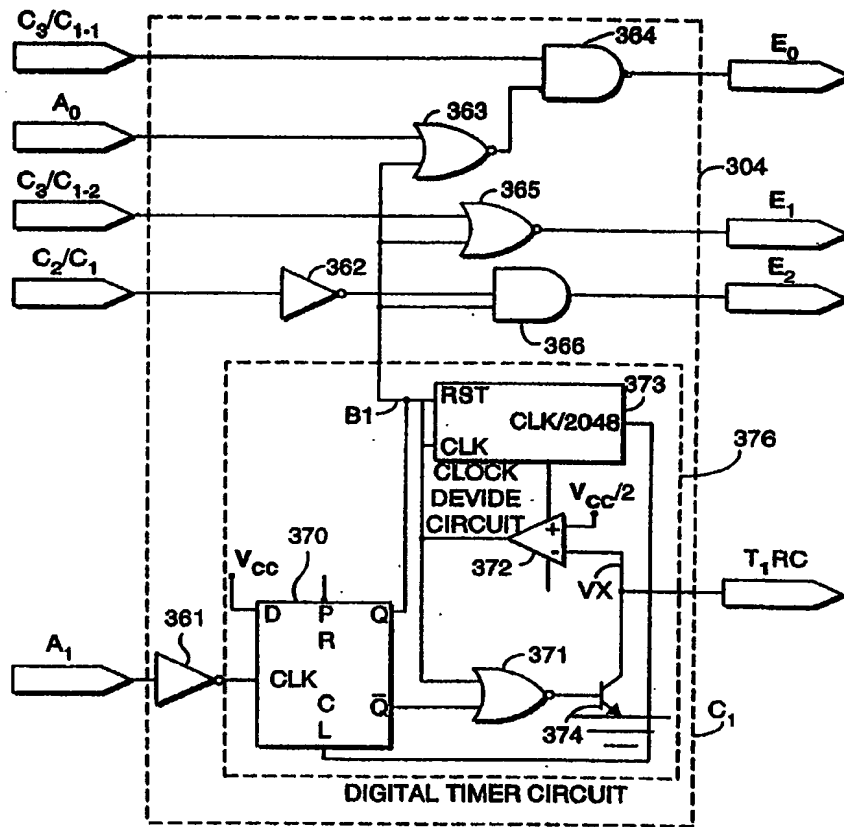 C3/C1-1
364
E0
A0
363
304
C3/C1-2
365
E1
C2/C1
362
E2
366
373
RST
B1
CLK/2048
376
CLK
CLOCK
DEVIDE
CIRCUIT
VCC/2
+
-
372
VCC
370
T1RC
VX
D
P
Q
R
361
371
A1
CLK
C
Q̅
L
374
C1
DIGITAL TIMER CIRCUIT